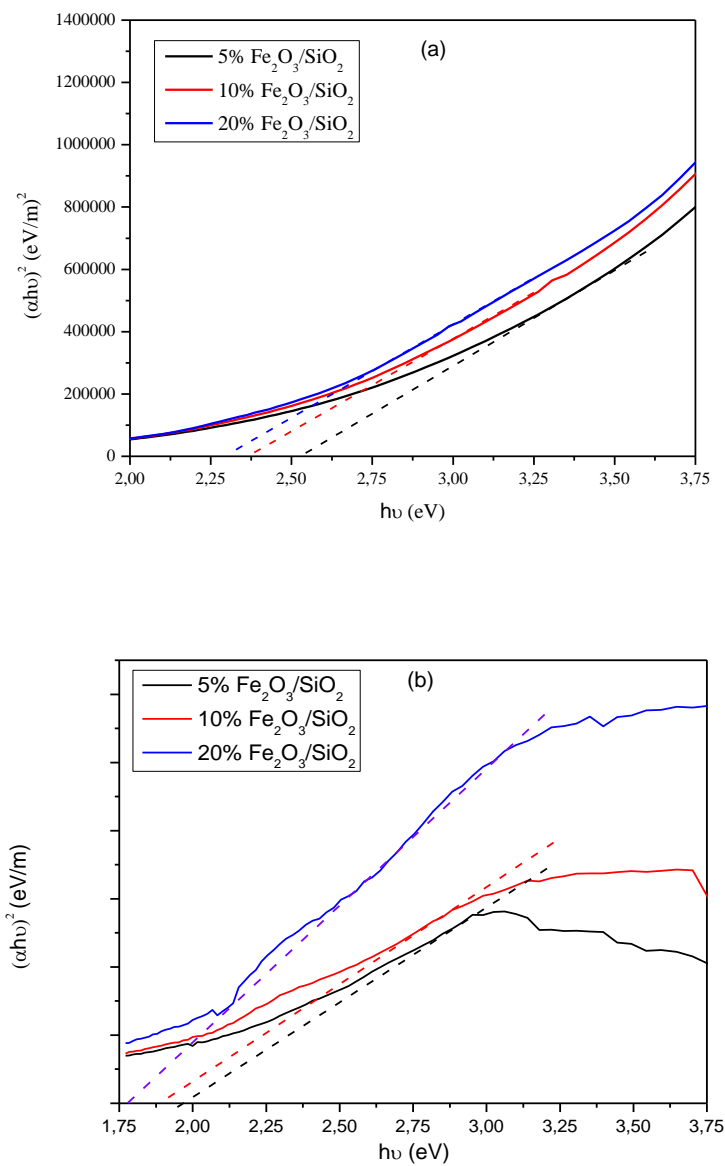 (a)
5% Fe₂O₃/SiO₂
10% Fe₂O₃/SiO₂
20% Fe₂O₃/SiO₂
1400000
1200000
1000000
800000
600000
400000
200000
0
(αhυ)² (eV/m)²
2,00 2,25 2,50 2,75 3,00 3,25 3,50 3,75
hυ (eV)
(b)
5% Fe₂O₃/SiO₂
10% Fe₂O₃/SiO₂
20% Fe₂O₃/SiO₂
(αhυ)² (eV/m)
1,75 2,00 2,25 2,50 2,75 3,00 3,25 3,50 3,75
hυ (eV)